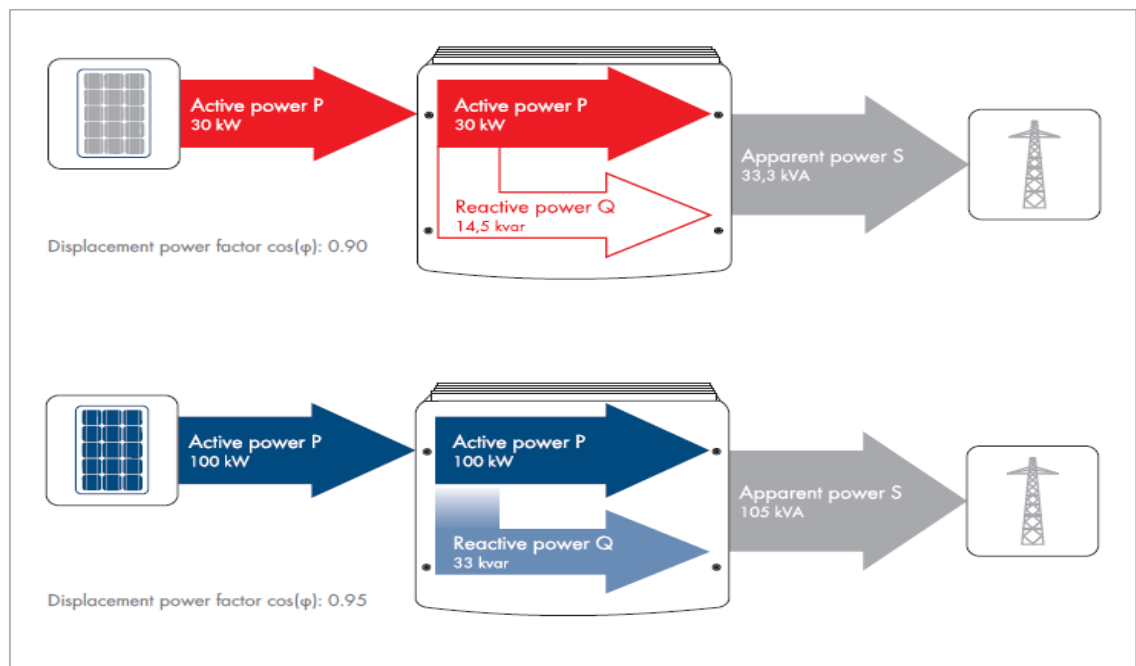 Active power P
30 kW
Active power P
30 kW
Reactive power Q
14,5 kvar
Apparent power S
33,3 kVA
Displacement power factor cos(φ): 0.90
Active power P
100 kW
Active power P
100 kW
Reactive power Q
33 kvar
Apparent power S
105 kVA
Displacement power factor cos(φ): 0.95